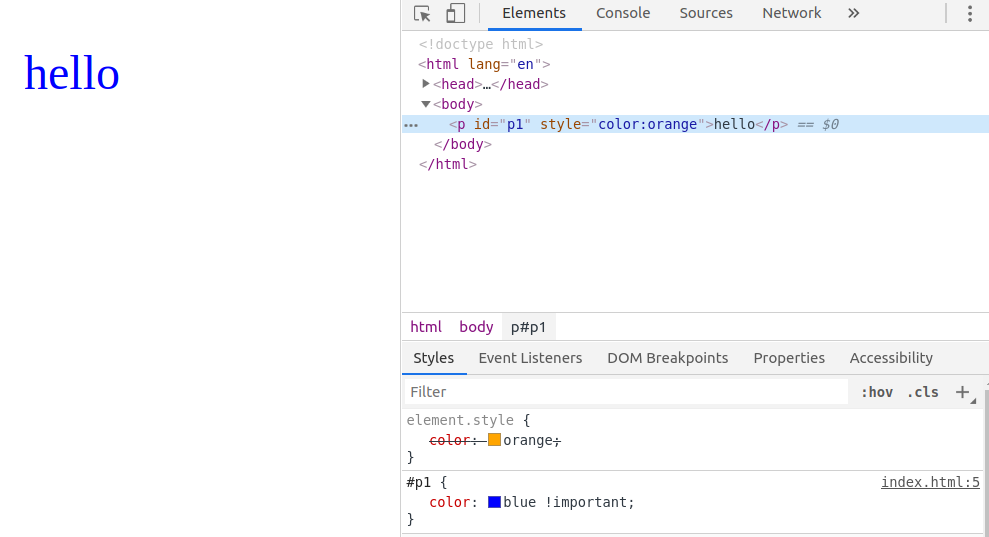 hello
Elements Console Sources Network »
<!doctype html>
<html lang="en">
▶<head>…</head>
▼<body>
<p id="p1" style="color:orange">hello</p> == $0
</body>
</html>
html body p#p1
Styles Event Listeners DOM Breakpoints Properties Accessibility
Filter :hov .cls +
element.style {
color: orange;
}
#p1 { index.html:5
color: blue !important;
}